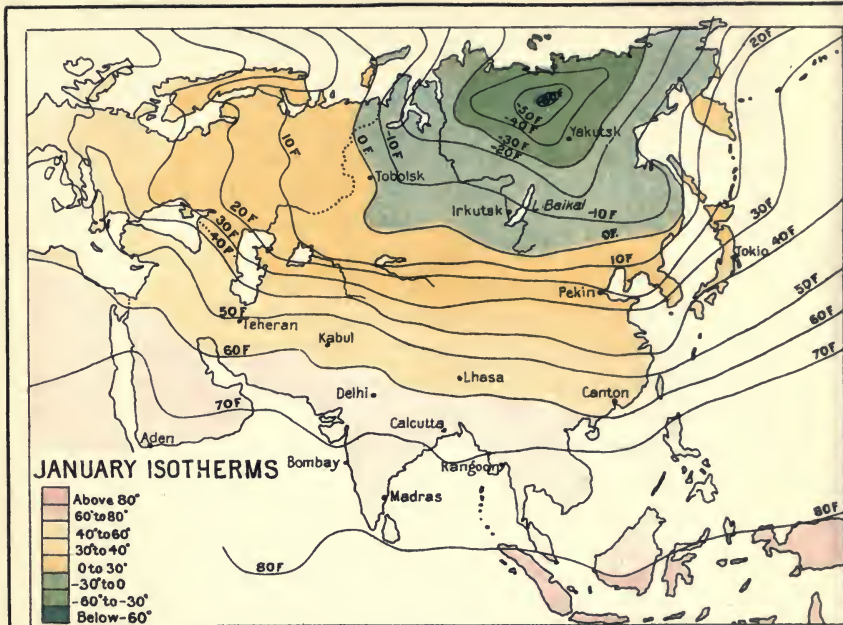 20F
0F.
-10F
10F
-50F
-40F
-30F
-20F
Yakutsk
Tobolsk
Irkutsk
L. Baikal
-10F
0F.
20F
30F
40F
10F
30F
40F
Tokio
Pekin
50F
60F
70F
50F
Teheran
Kabul
60F
Lhasa
Delhi
Canton
70F
Calcutta
Aden
Bombay
Rangoon
Madras
80F
80F
JANUARY ISOTHERMS
Above 80°
60° to 80°
40° to 60°
30 to 40°
0 to 30°
-30° to 0
-60° to -30°
Below -60°